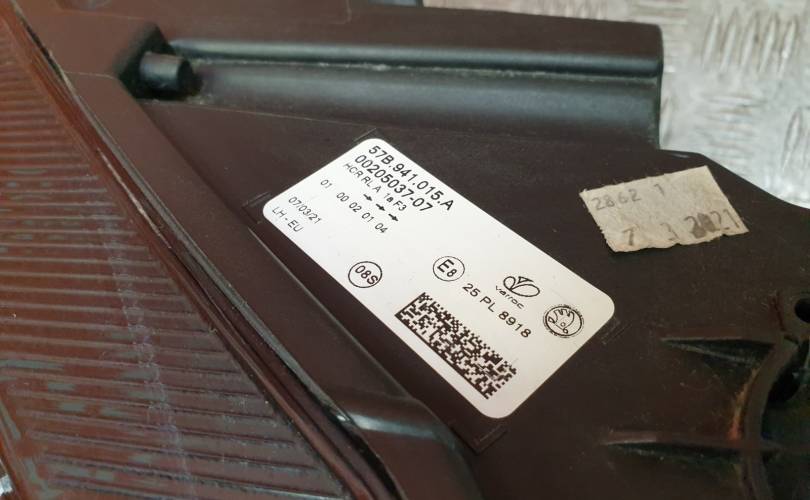 57B.941.015.A
00205037-07
HCR RL A 1a F3
01 00 02 01 04
07/03/21
LH - EU
08S
E8
25 PL 8918
varroc
2862 1
7 3 2021